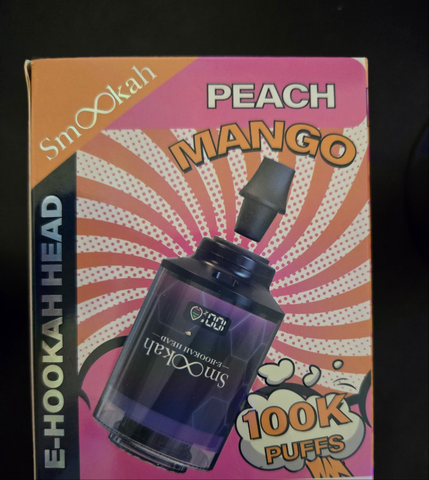 Smookah
PEACH
MANGO
E-HOOKAH HEAD
100%
Smookah
—E-HOOKAH HEAD—
100K
PUFFS